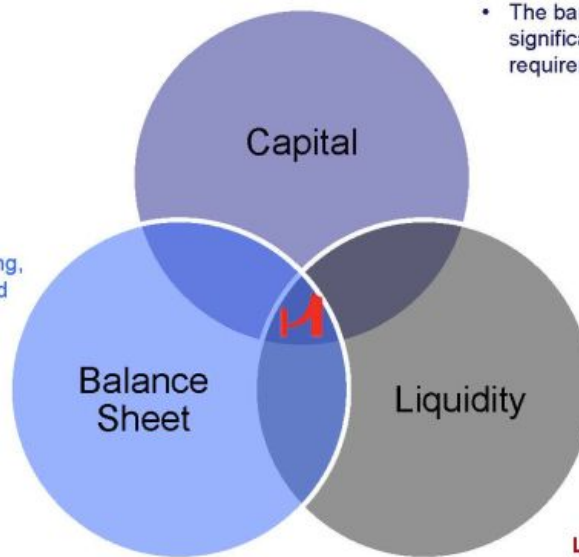 • The ba
significa
require
Capital
ng,
d
Balance
Sheet
Liquidity
L